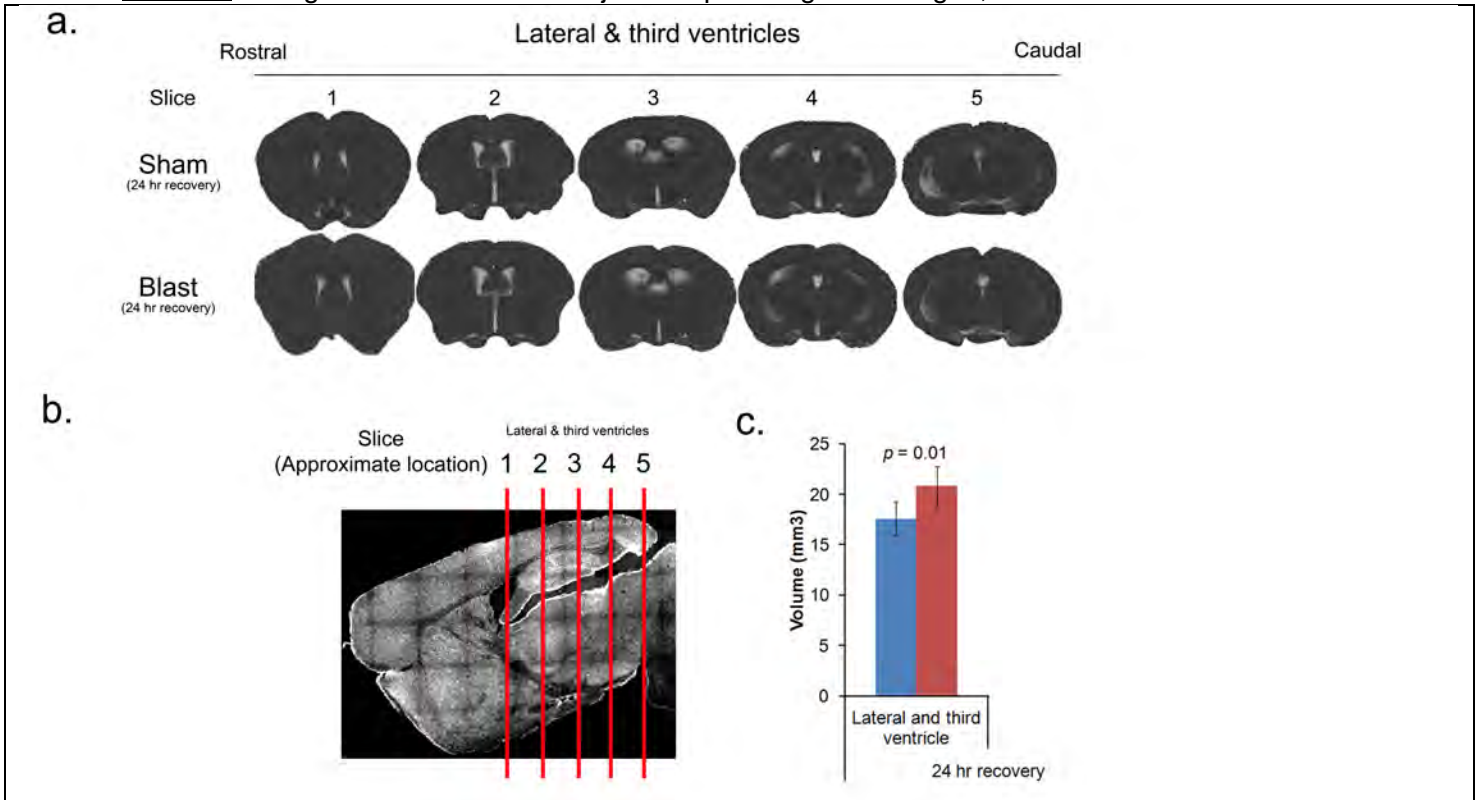 a.
Lateral & third ventricles
Rostral
Caudal
Slice 1 2 3 4 5
Sham
(24 hr recovery)
Blast
(24 hr recovery)
b.
Slice
(Approximate location)
Lateral & third ventricles
1 2 3 4 5
c.
25
20
15
10
5
0
Volume (mm3)
p = 0.01
Lateral and third
ventricle
24 hr recovery